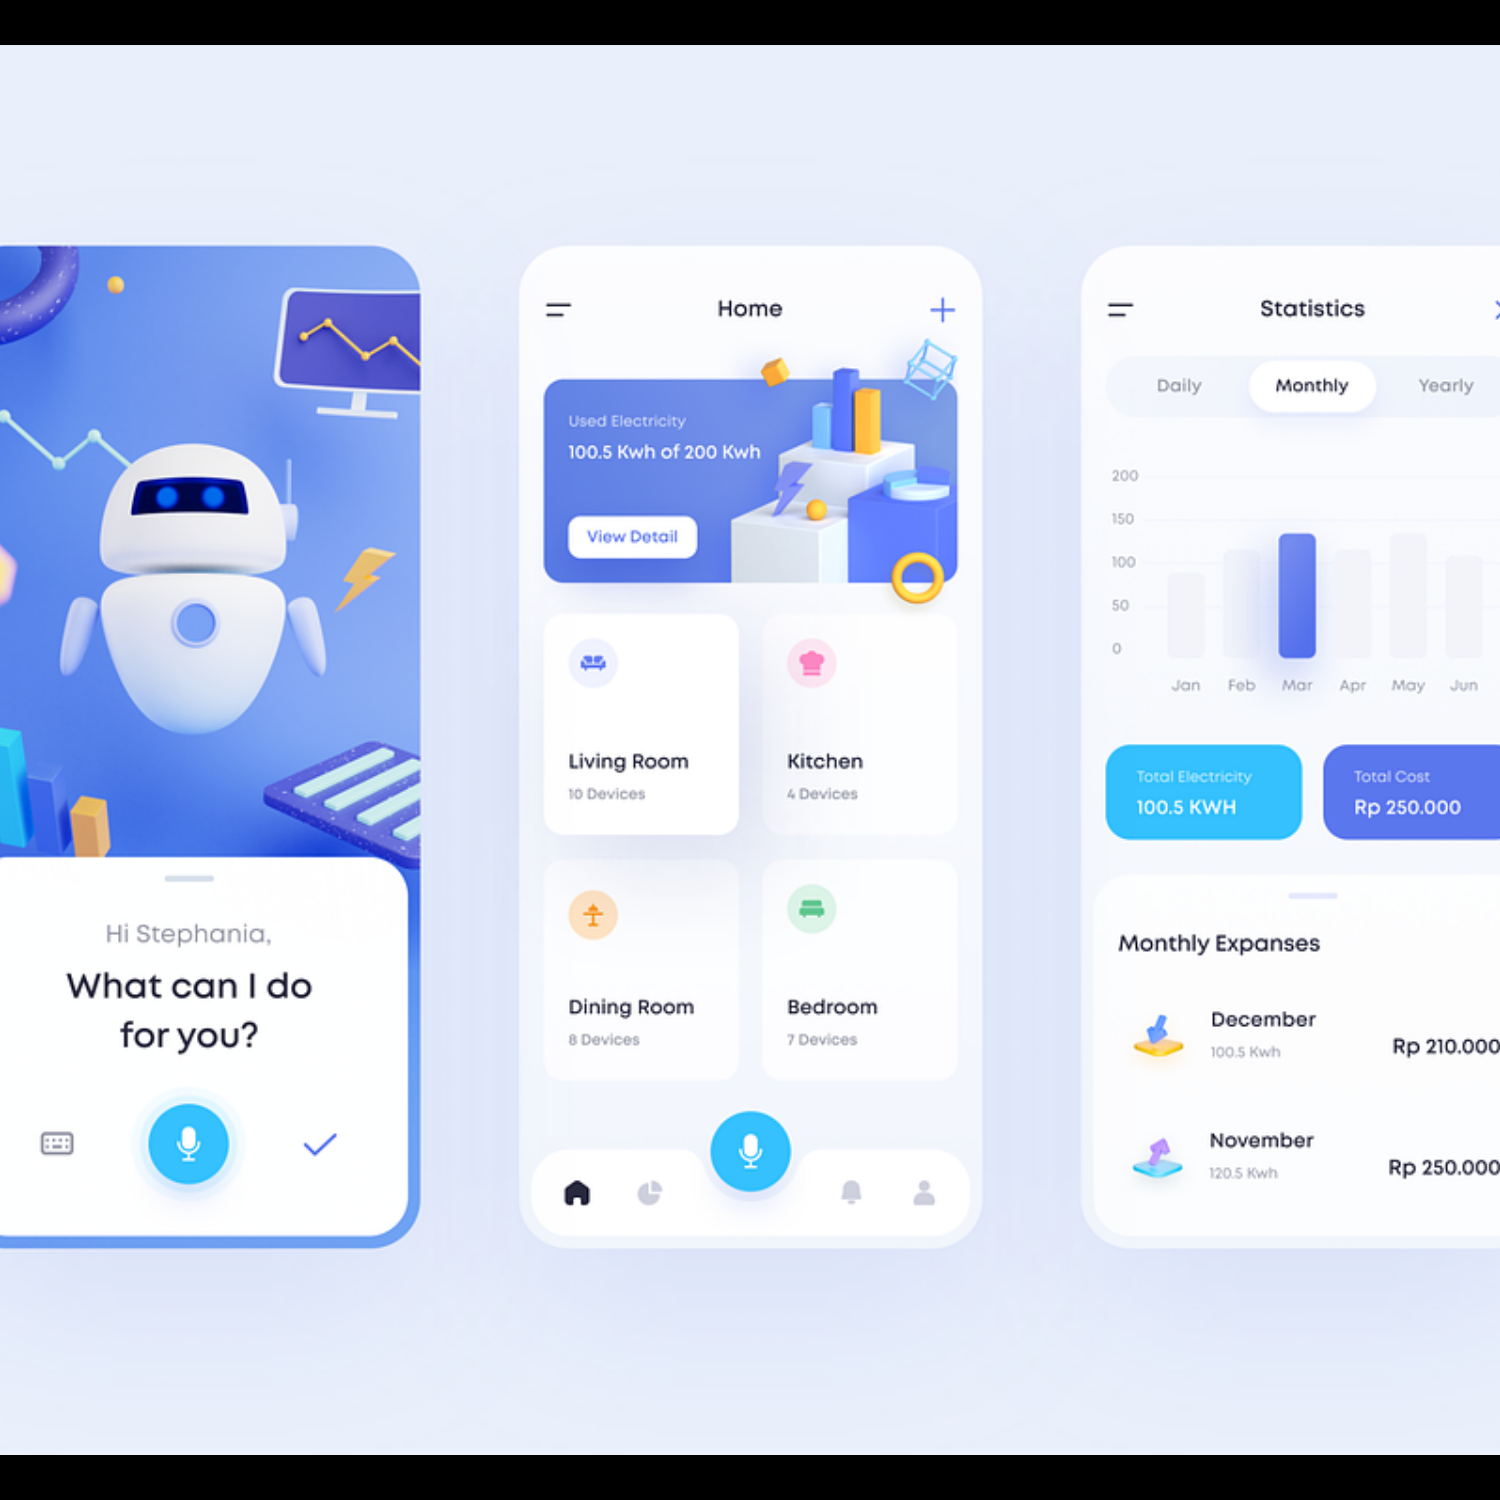 Hi Stephania,
What can I do
for you?
Home
Used Electricity
100.5 Kwh of 200 Kwh
View Detail
Living Room
10 Devices
Kitchen
4 Devices
Dining Room
8 Devices
Bedroom
7 Devices
Statistics
Daily
Monthly
Yearly
200
150
100
50
0
Jan
Feb
Mar
Apr
May
Jun
Total Electricity
100.5 KWH
Total Cost
Rp 250.000
Monthly Expanses
December
100.5 Kwh
Rp 210.000
November
120.5 Kwh
Rp 250.000